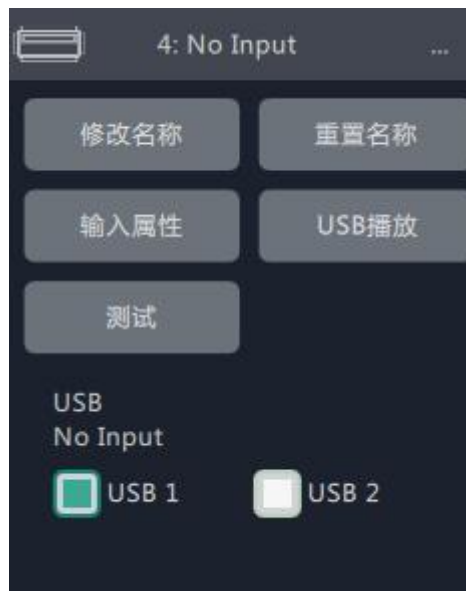 4: No Input ...
修改名称 重置名称
输入属性 USB播放
测试
USB
No Input
USB 1 USB 2